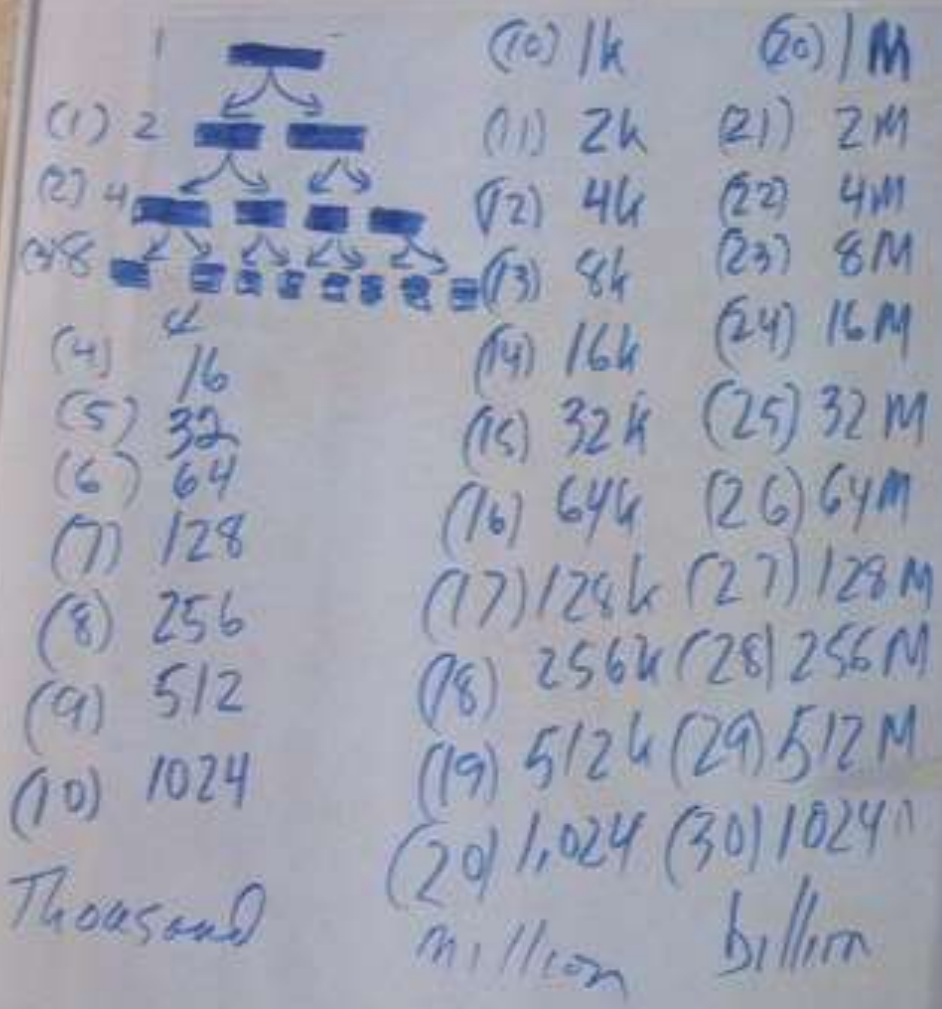 1
(1) 2
(2) 4
(3) 8
(4) 16
(5) 32
(6) 64
(7) 128
(8) 256
(9) 512
(10) 1024
Thousand
(10) 1k
(11) 2k
(12) 4k
(13) 8k
(14) 16k
(15) 32k
(16) 64k
(17) 128k
(18) 256k
(19) 512k
(20) 1,024
million
(20) 1M
(21) 2M
(22) 4M
(23) 8M
(24) 16M
(25) 32M
(26) 64M
(27) 128M
(28) 256M
(29) 512M
(30) 1024
billion